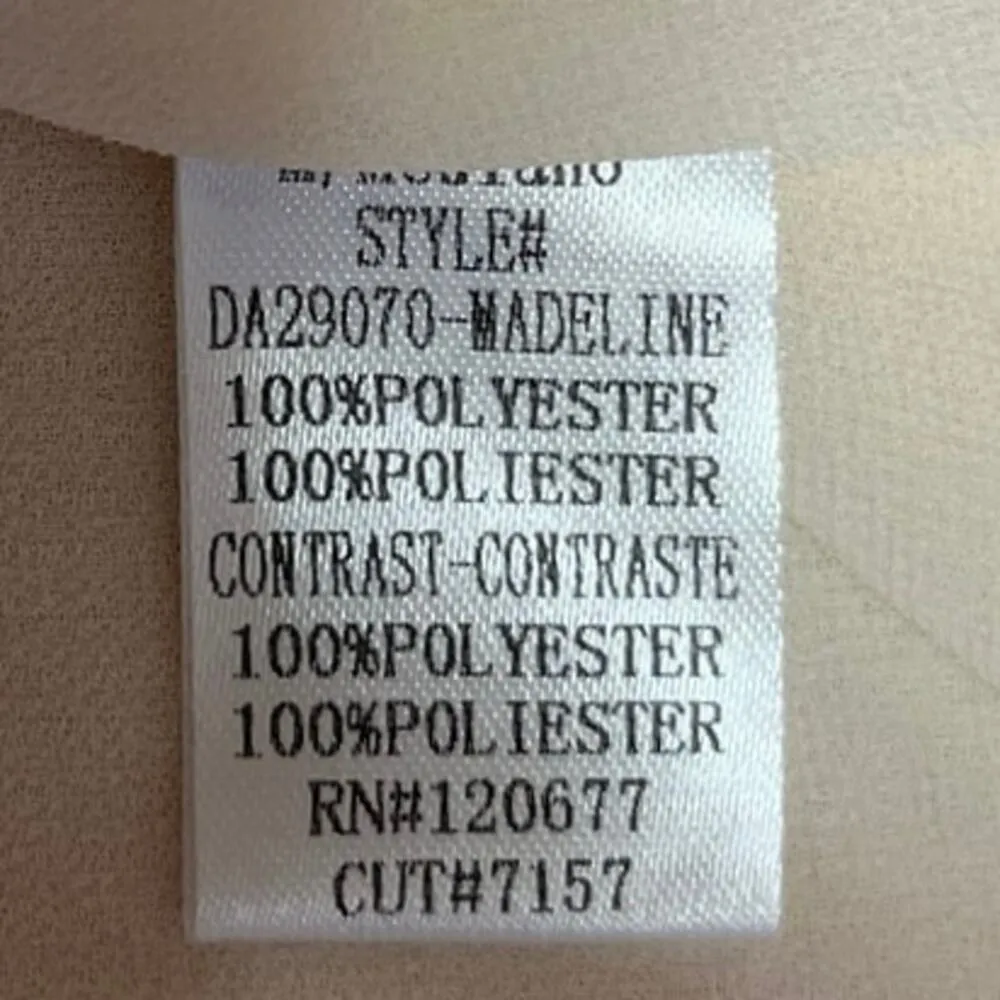 STYLE#
DA29070-MADELINE
100%POLYESTER
100%POLIESTER
CONTRAST-CONTRASTE
100%POLYESTER
100%POLIESTER
RN#120677
CUT#7157